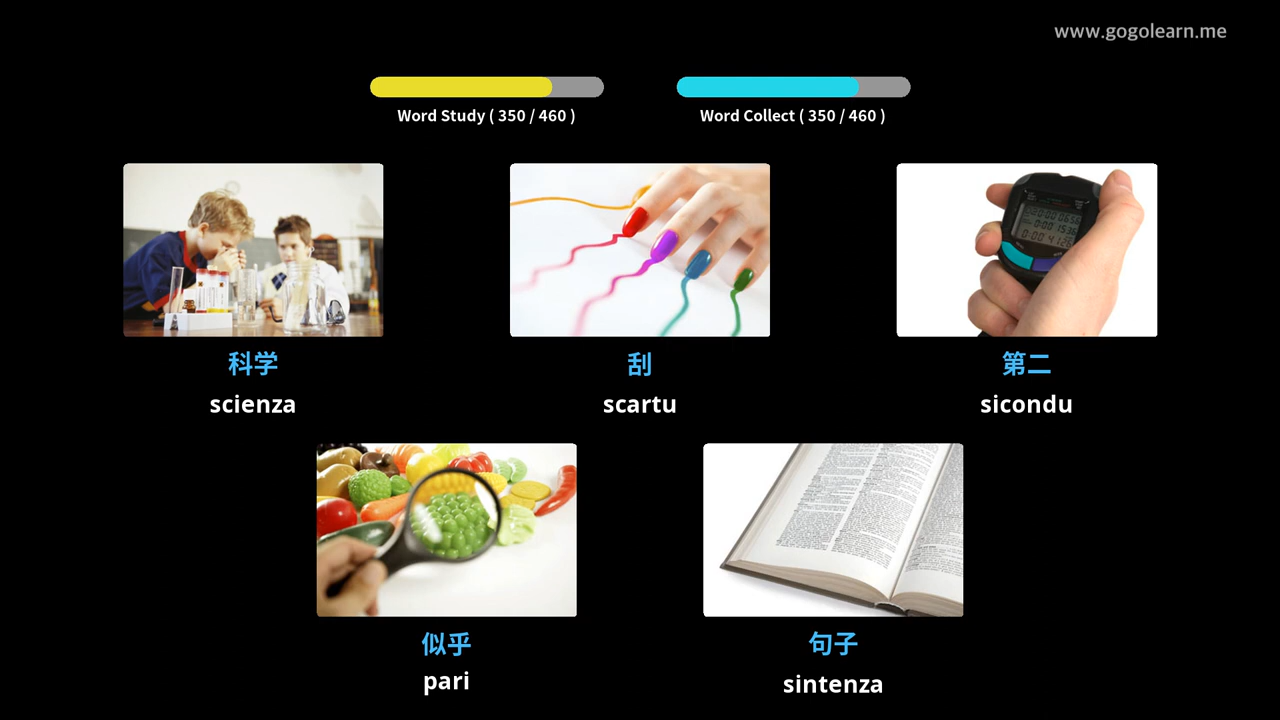 www.gogolearn.me
Word Study ( 350 / 460 )
Word Collect ( 350 / 460 )
科学
scienza
刮
scartu
第二
sicondu
似乎
pari
句子
sintenza